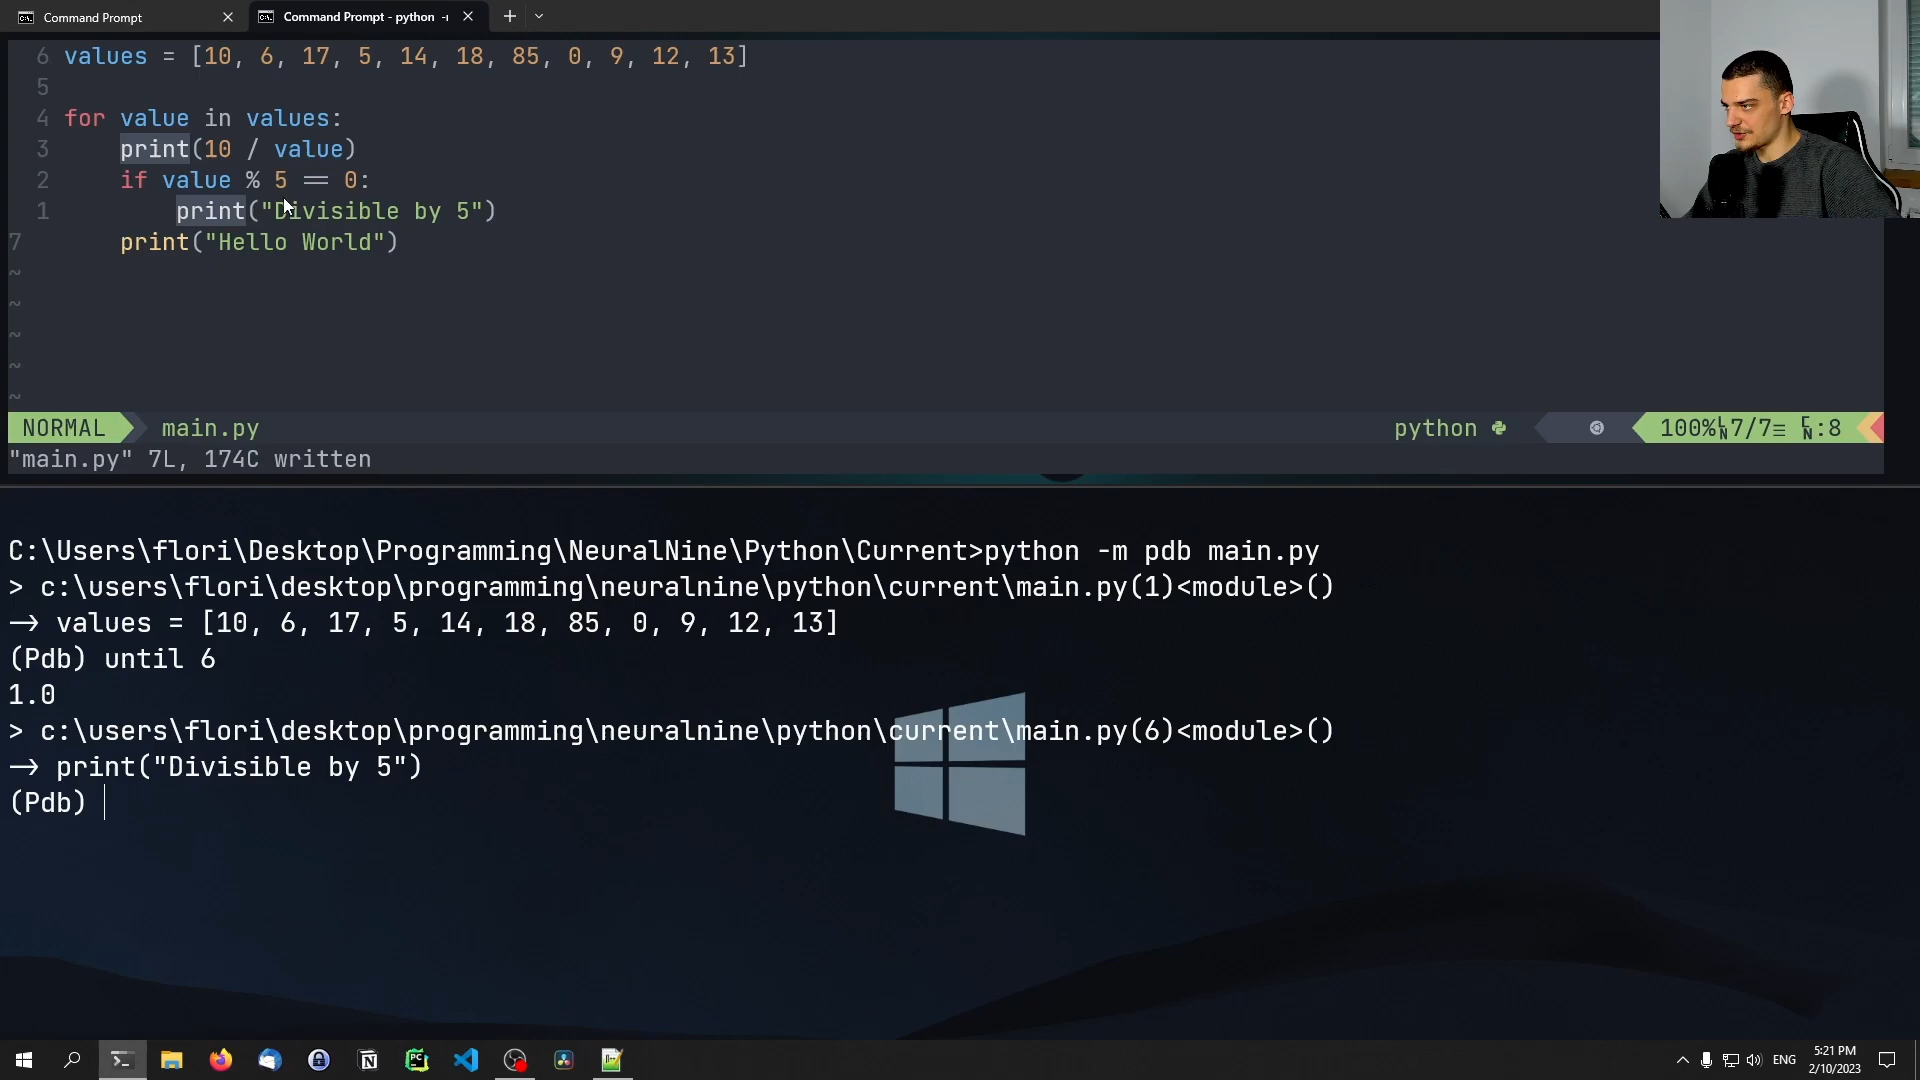 Command Prompt
Command Prompt - python -
6 values = [10, 6, 17, 5, 14, 18, 85, 0, 9, 12, 13]
5
4 for value in values:
3 print(10 / value)
2 if value % 5 == 0:
1 print("Divisible by 5")
7 print("Hello World")
~
~
~
~
~
NORMAL main.py python 100% LN 7/7≡ CN:8
"main.py" 7L, 174C written
C:\Users\flori\Desktop\Programming\NeuralNine\Python\Current>python -m pdb main.py
> c:\users\flori\desktop\programming\neuralnine\python\current\main.py(1)<module>()
-> values = [10, 6, 17, 5, 14, 18, 85, 0, 9, 12, 13]
(Pdb) until 6
1.0
> c:\users\flori\desktop\programming\neuralnine\python\current\main.py(6)<module>()
-> print("Divisible by 5")
(Pdb)
ENG
5:21 PM
2/10/2023